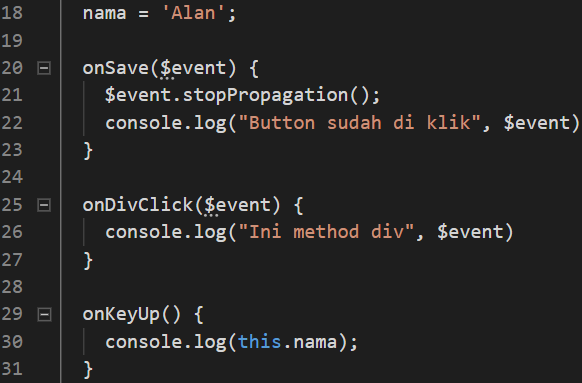 18 nama = 'Alan';
19
20 onSave($event) {
21 $event.stopPropagation();
22 console.log("Button sudah di klik", $event)
23 }
24
25 onDivClick($event) {
26 console.log("Ini method div", $event)
27 }
28
29 onKeyUp() {
30 console.log(this.nama);
31 }